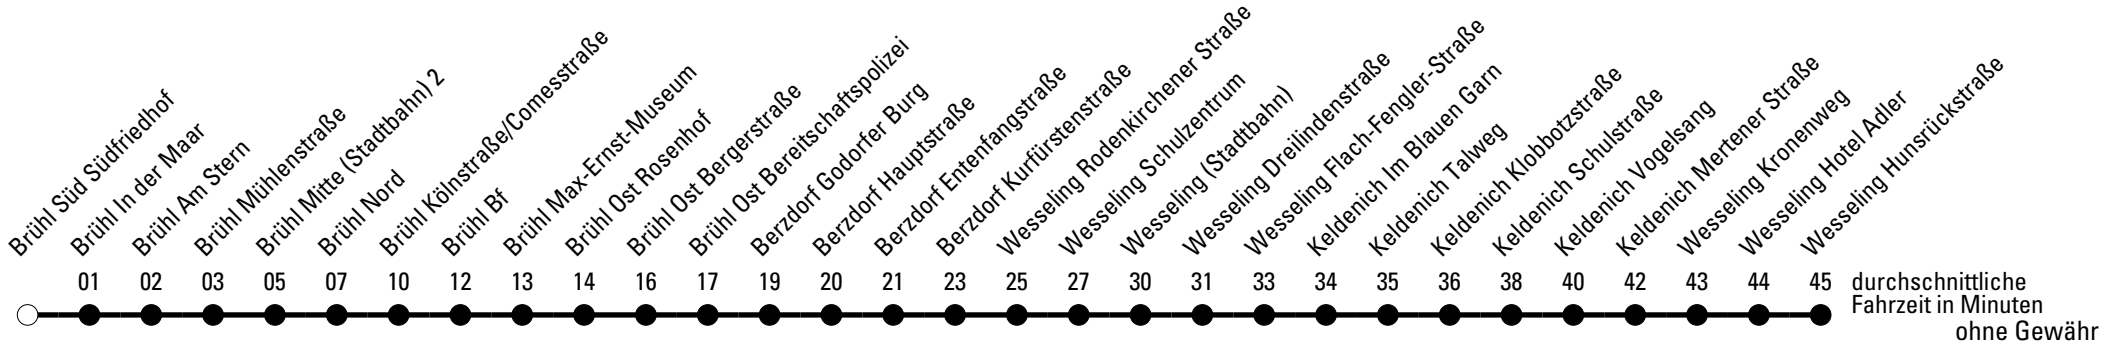 Brühl Süd Südfriedhof
Brühl In der Maar
Brühl Am Stern
Brühl Mühlenstraße
Brühl Mitte (Stadtbahn) 2
Brühl Nord
Brühl Kölnstraße/Comesstraße
Brühl Bf
Brühl Max-Ernst-Museum
Brühl Ost Rosenhof
Brühl Ost Bergerstraße
Brühl Ost Bereitschaftspolizei
Berzdorf Godorfer Burg
Berzdorf Hauptstraße
Berzdorf Entenfangstraße
Berzdorf Kurfürstenstraße
Wesseling Rodenkirchener Straße
Wesseling Schulzentrum
Wesseling (Stadtbahn)
Wesseling Dreilindenstraße
Wesseling Flach-Fengler-Straße
Keldenich Im Blauen Garn
Keldenich Talweg
Keldenich Klobbotzstraße
Keldenich Schulstraße
Keldenich Vogelsang
Keldenich Mertener Straße
Wesseling Kronenweg
Wesseling Hotel Adler
Wesseling Hunsrückstraße
01 02 03 05 07 10 12 13 14 16 17 19 20 21 23 25 27 30 31 33 34 35 36 38 40 42 43 44 45
durchschnittliche
Fahrzeit in Minuten
ohne Gewähr